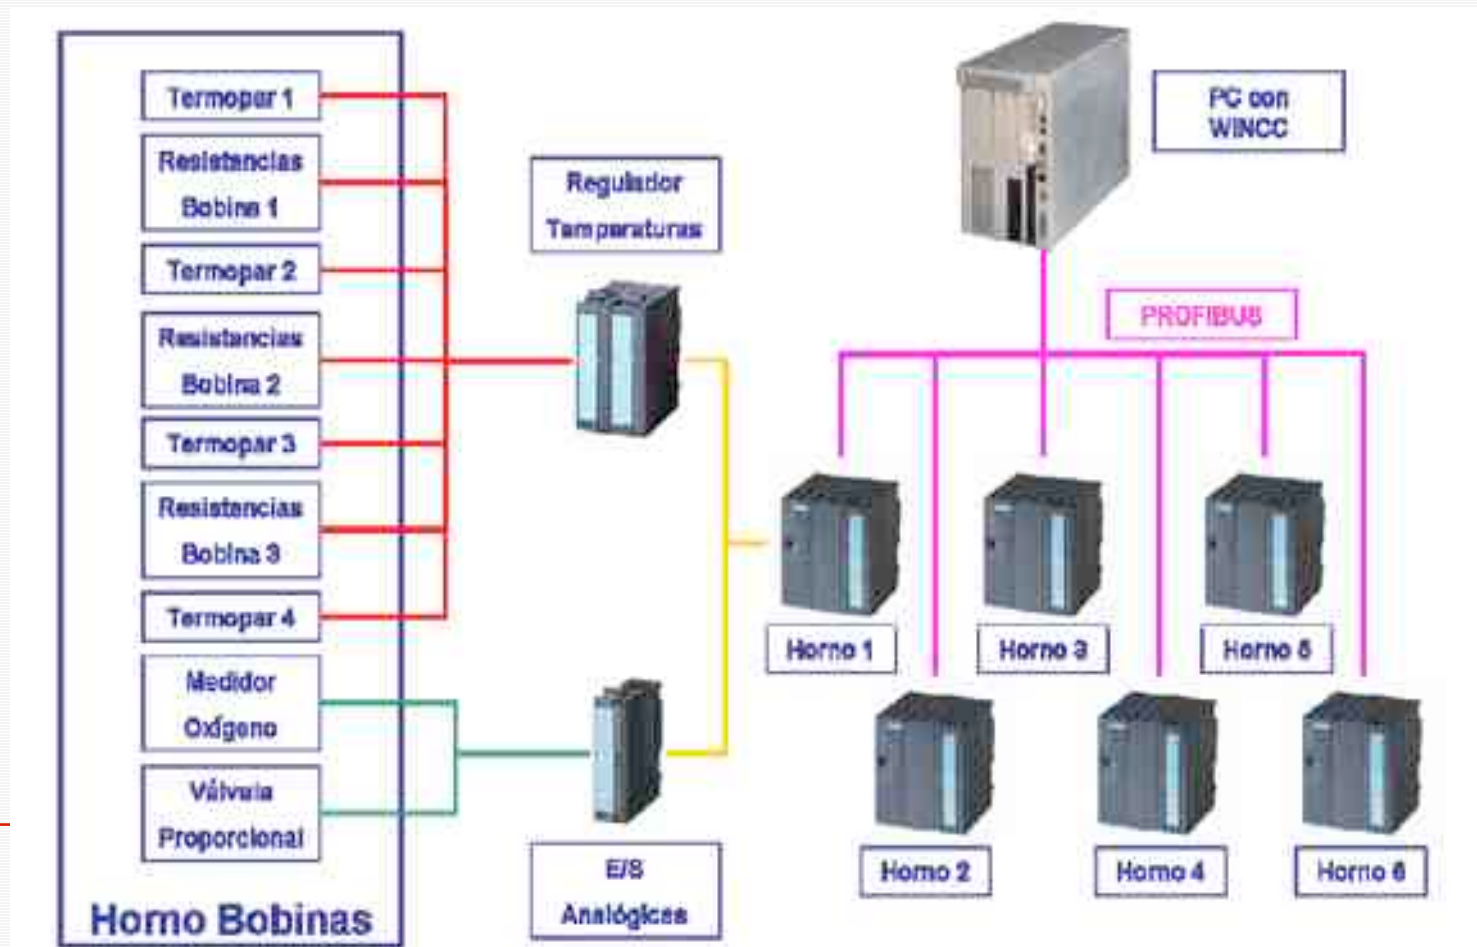 Termopar 1
Resistencias
Bobina 1
Termopar 2
Resistencias
Bobina 2
Termopar 3
Resistencias
Bobina 3
Termopar 4
Medidor
Oxígeno
Válvula
Proporcional
Horno Bobinas
Regulador
Temperaturas
E/S
Analógicas
PC con
WINCC
PROFIBUS
Horno 1
Horno 3
Horno 5
Horno 2
Horno 4
Horno 6